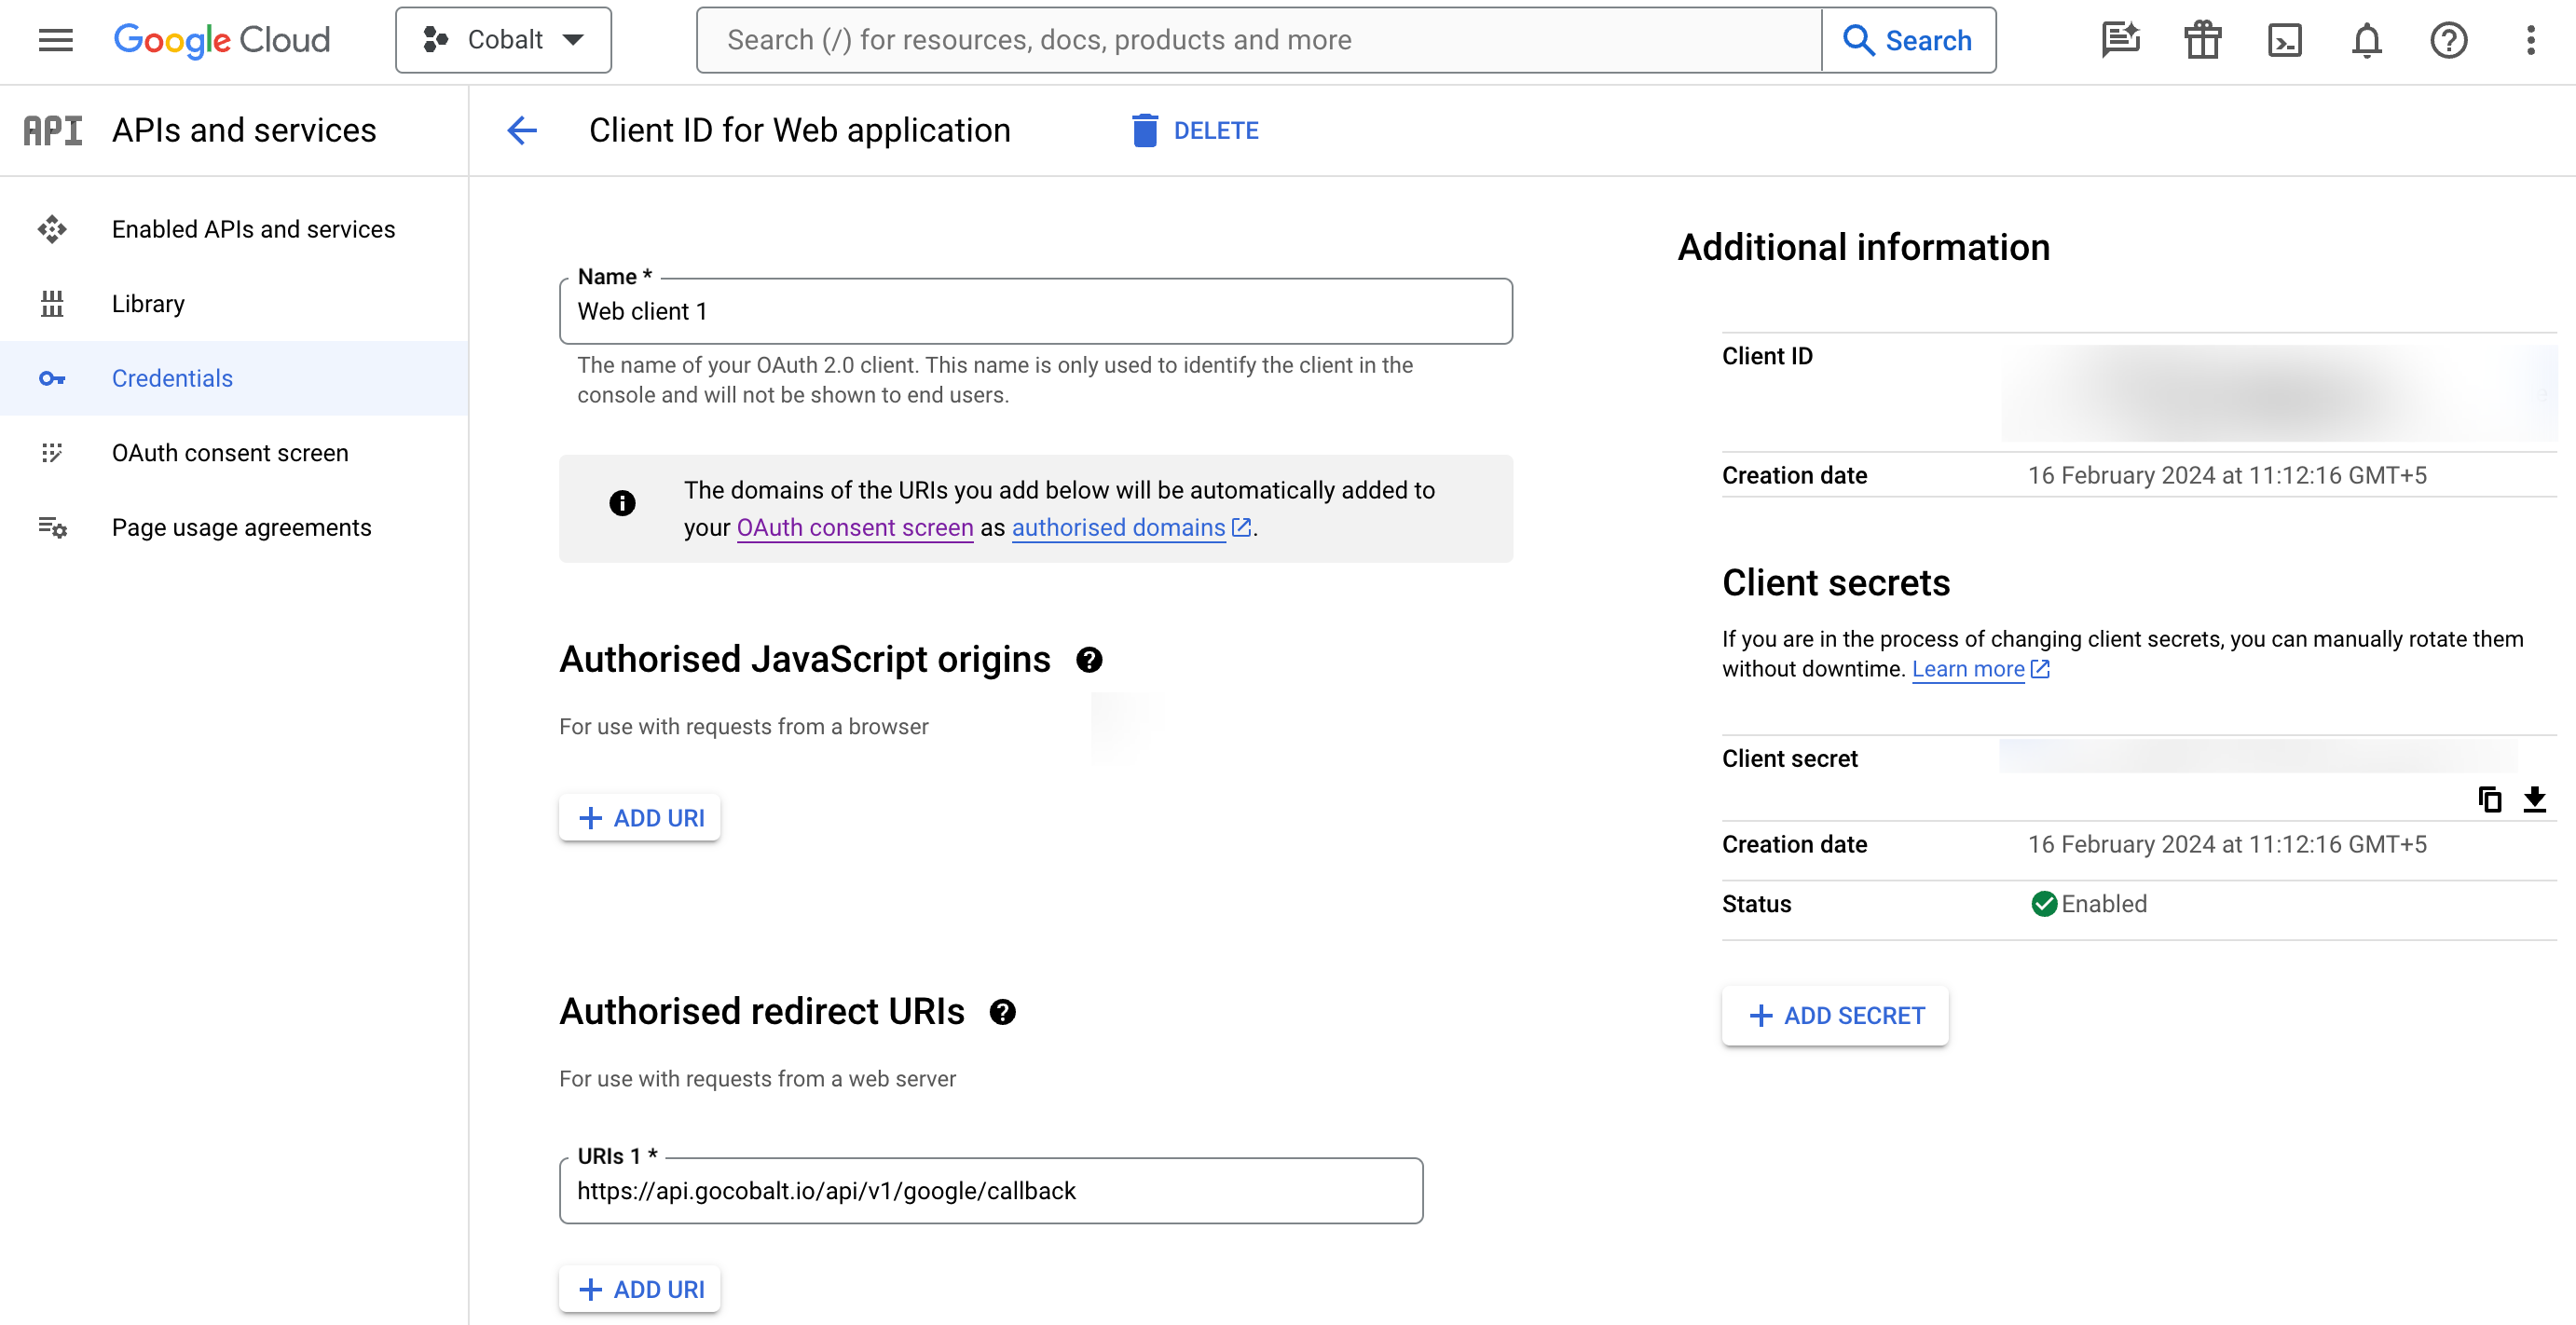 Google Cloud
Cobalt
Search (/) for resources, docs, products and more
Search
API
APIs and services
Client ID for Web application
DELETE
Enabled APIs and services
Library
Credentials
OAuth consent screen
Page usage agreements
Name *
Web client 1
The name of your OAuth 2.0 client. This name is only used to identify the client in the
console and will not be shown to end users.
The domains of the URIs you add below will be automatically added to
your OAuth consent screen as authorised domains.
Authorised JavaScript origins
For use with requests from a browser
+ ADD URI
Authorised redirect URIs
For use with requests from a web server
URIs 1 *
https://api.gocobalt.io/api/v1/google/callback
+ ADD URI
Additional information
Client ID
Creation date 16 February 2024 at 11:12:16 GMT+5
Client secrets
If you are in the process of changing client secrets, you can manually rotate them
without downtime. Learn more
Client secret
Creation date 16 February 2024 at 11:12:16 GMT+5
Status Enabled
+ ADD SECRET